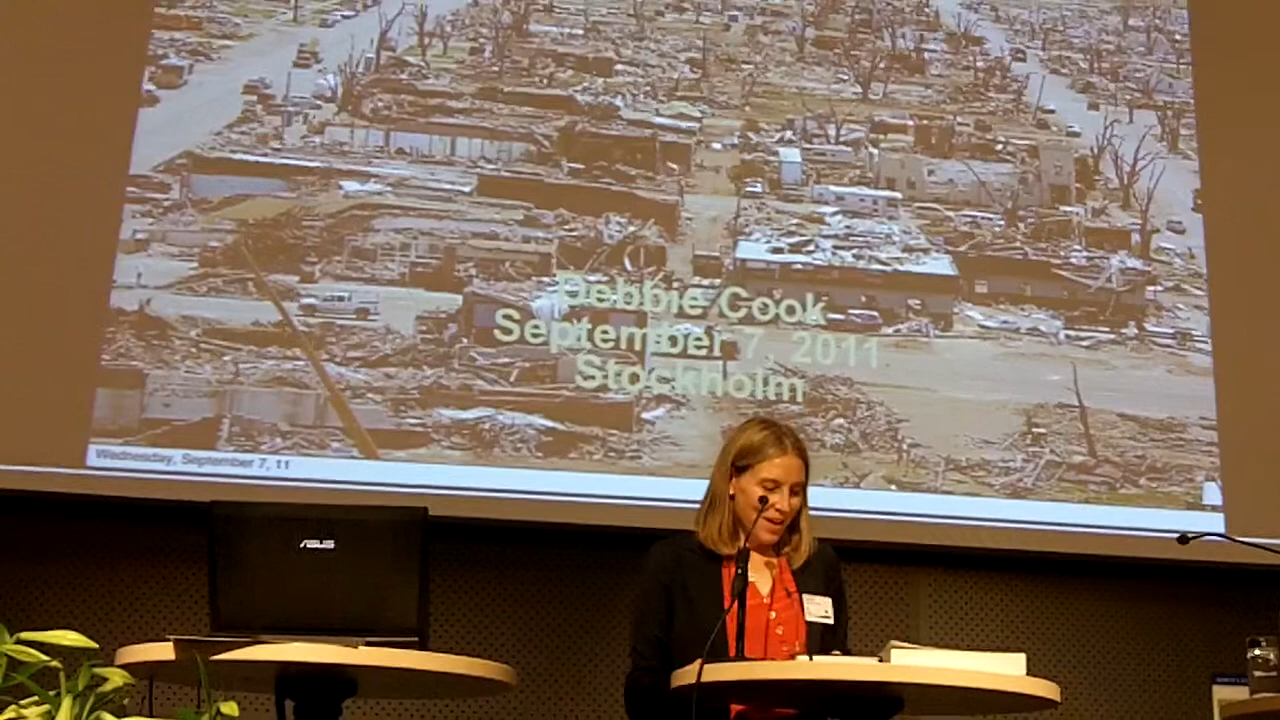 Debbie Cook
September 7, 2011
Stockholm
Wednesday, September 7, 11
ASUS